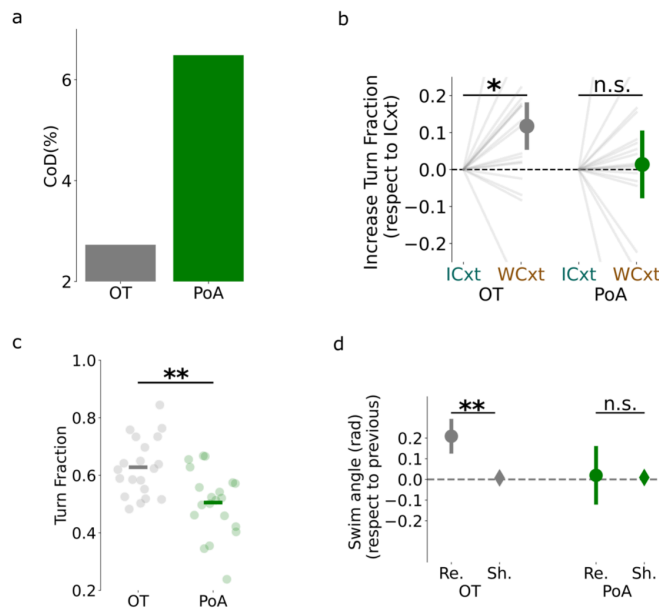 a
CoD(%)
6
4
2
OT
PoA
b
Increase Turn Fraction
(respect to ICxt)
0.2
0.1
0.0
−0.1
−0.2
*
n.s.
ICxt
WCxt
ICxt
WCxt
OT
PoA
c
Turn Fraction
1.0
0.8
0.6
0.4
0.2
**
OT
PoA
d
Swim angle (rad)
(respect to previous)
0.2
0.1
0.0
−0.1
−0.2
**
n.s.
Re.
Sh.
Re.
Sh.
OT
PoA